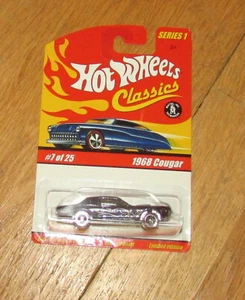 SERIES 1
Hot Wheels
Classics
#7 of 25
1968 Cougar
Limited edition